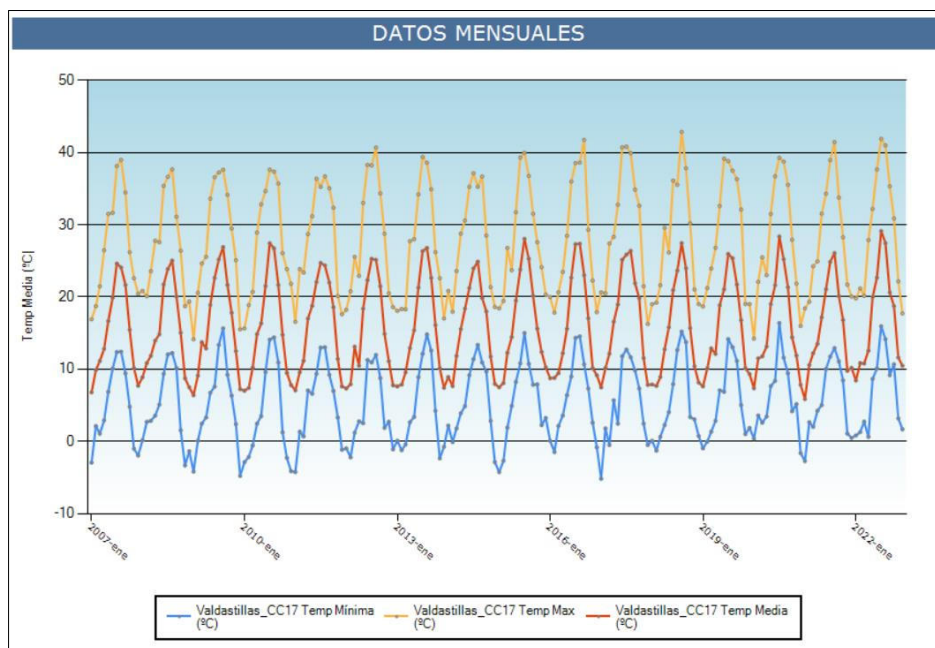 DATOS MENSUALES
50
40
30
20
10
0
-10
Temp Media (ºC)
2007-ene
2010-ene
2013-ene
2016-ene
2019-ene
2022-ene
Valdastillas_CC17 Temp Mínima
(ºC)
Valdastillas_CC17 Temp Max
(ºC)
Valdastillas_CC17 Temp Media
(ºC)